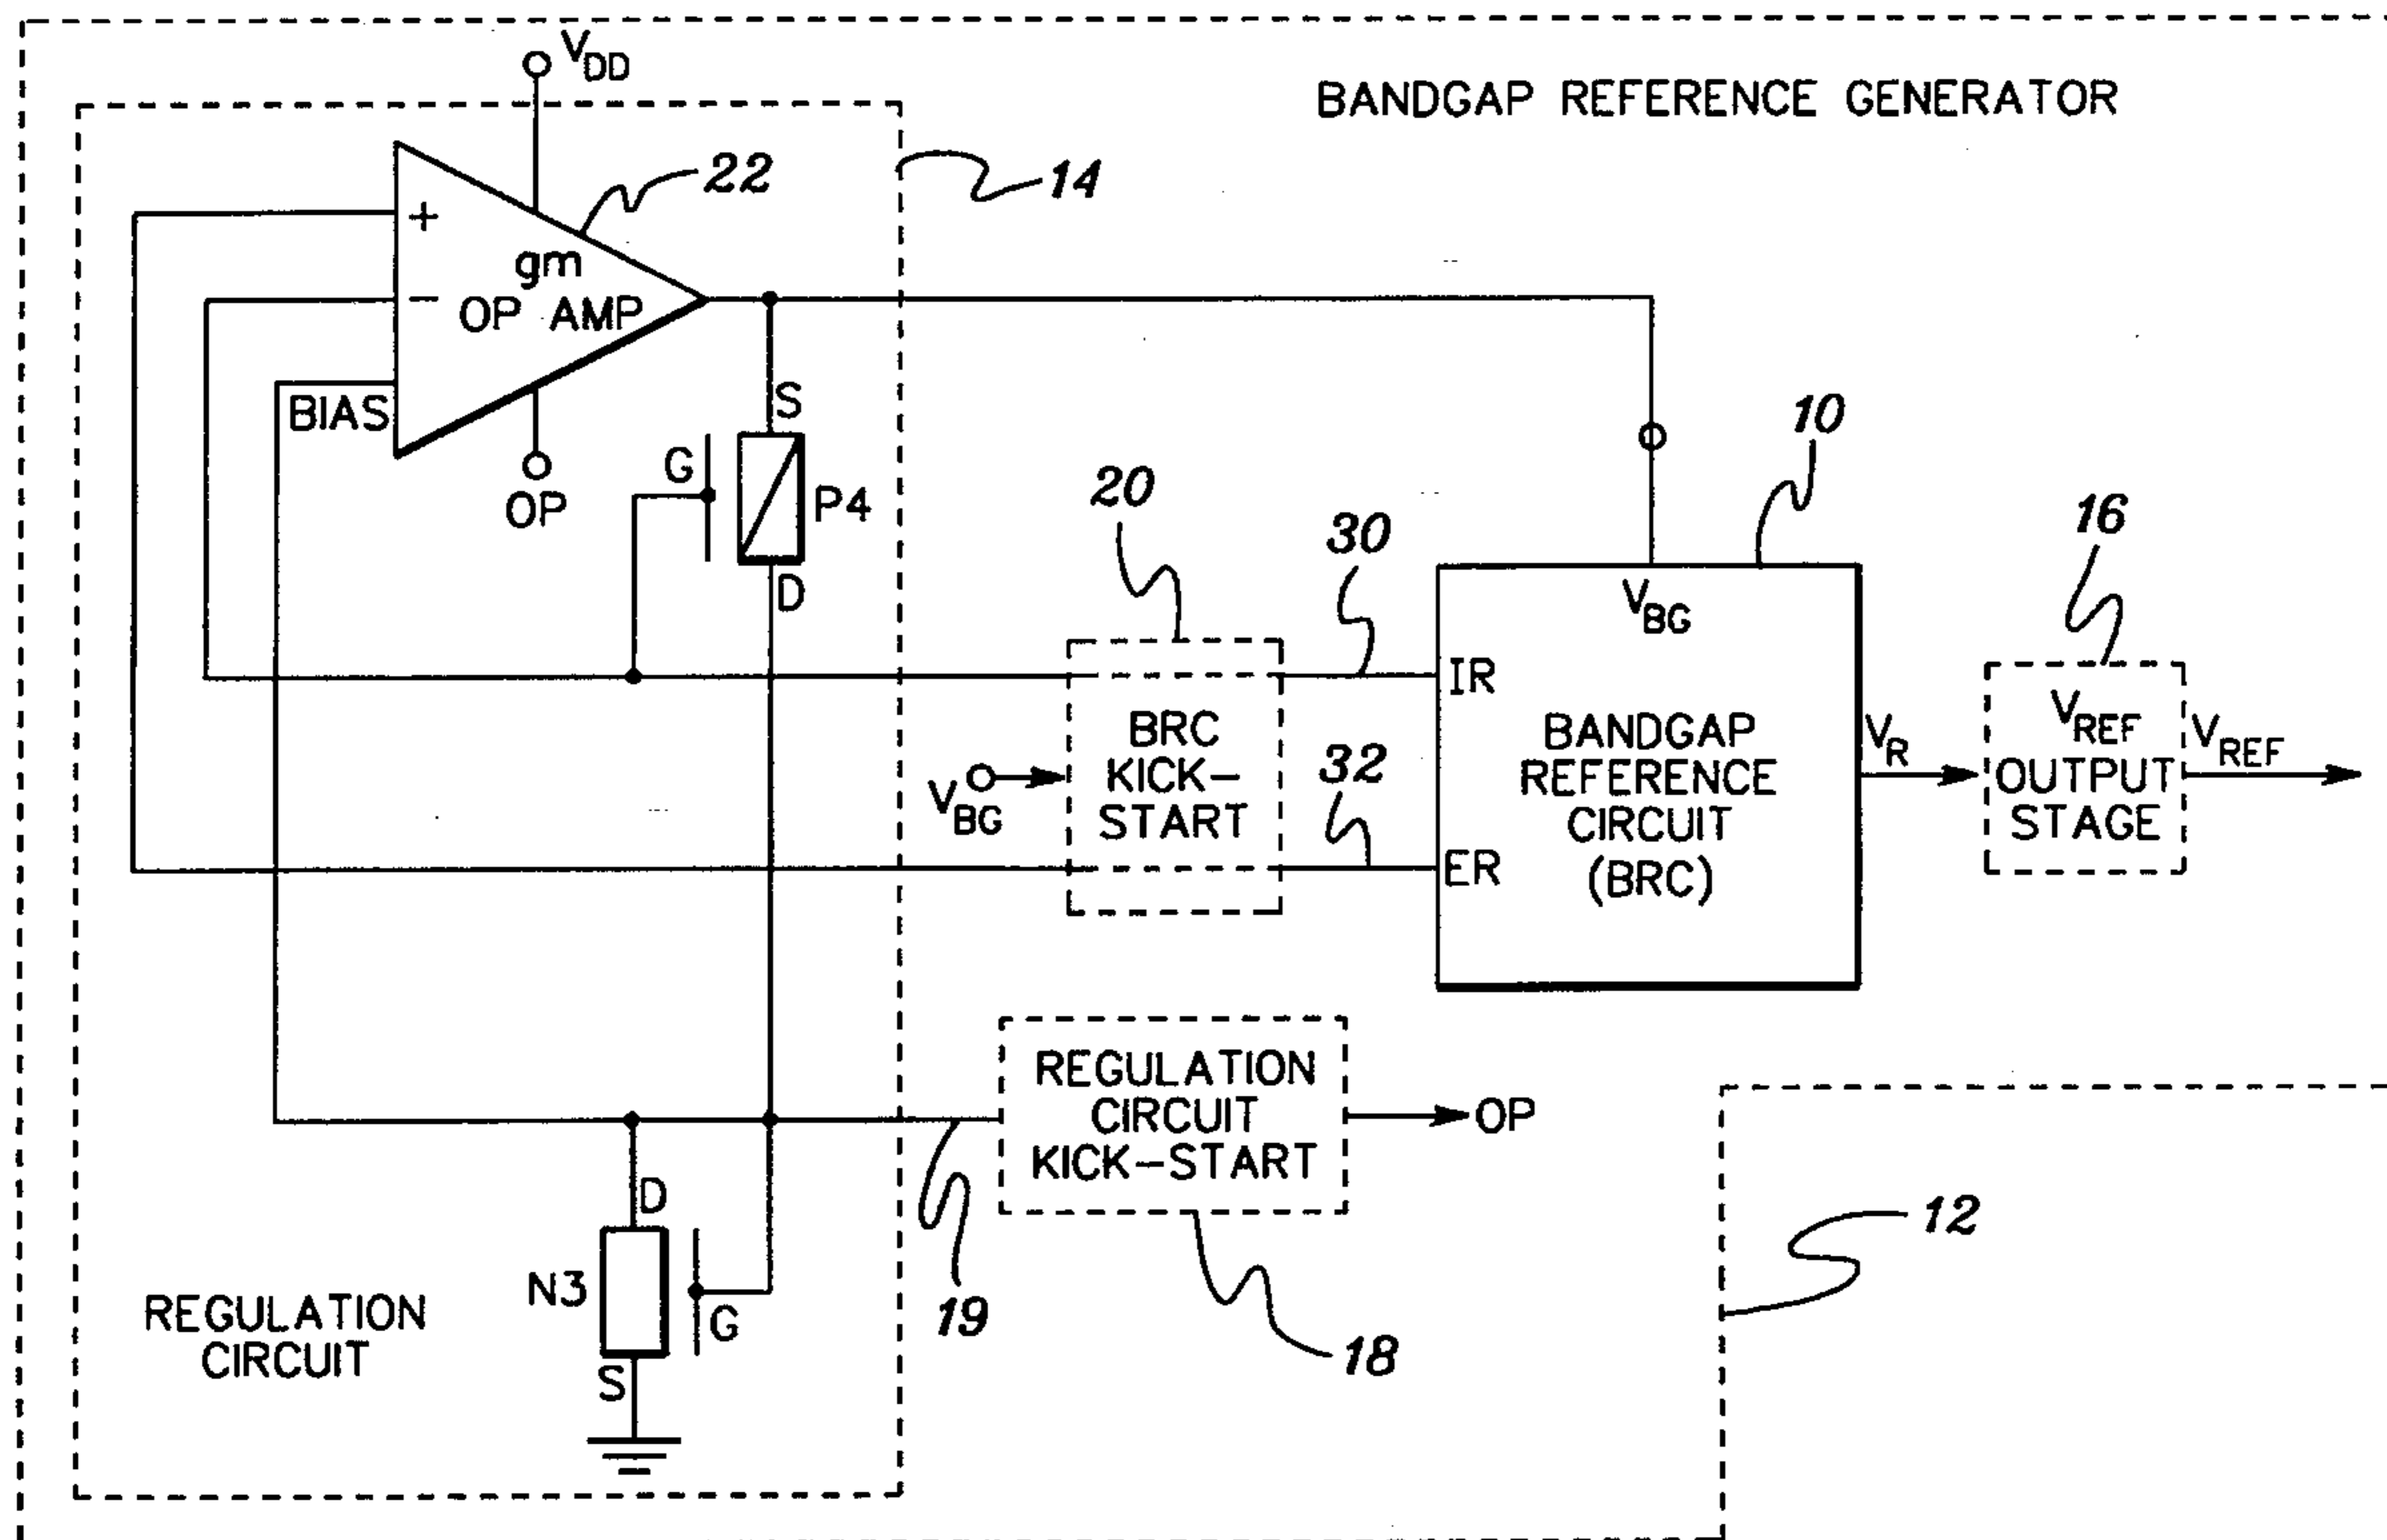 V_DD
BANDGAP REFERENCE GENERATOR
22
14
+
gm
− OP AMP
BIAS
S
10
G
P4
20
16
OP
30
D
V_BG
IR
BRC
KICK-
START
V_BG
32
BANDGAP
REFERENCE
CIRCUIT
(BRC)
V_R
V_REF
OUTPUT
STAGE
V_REF
ER
REGULATION
CIRCUIT
KICK-START
OP
D
12
N3
G
19
18
REGULATION
CIRCUIT
S